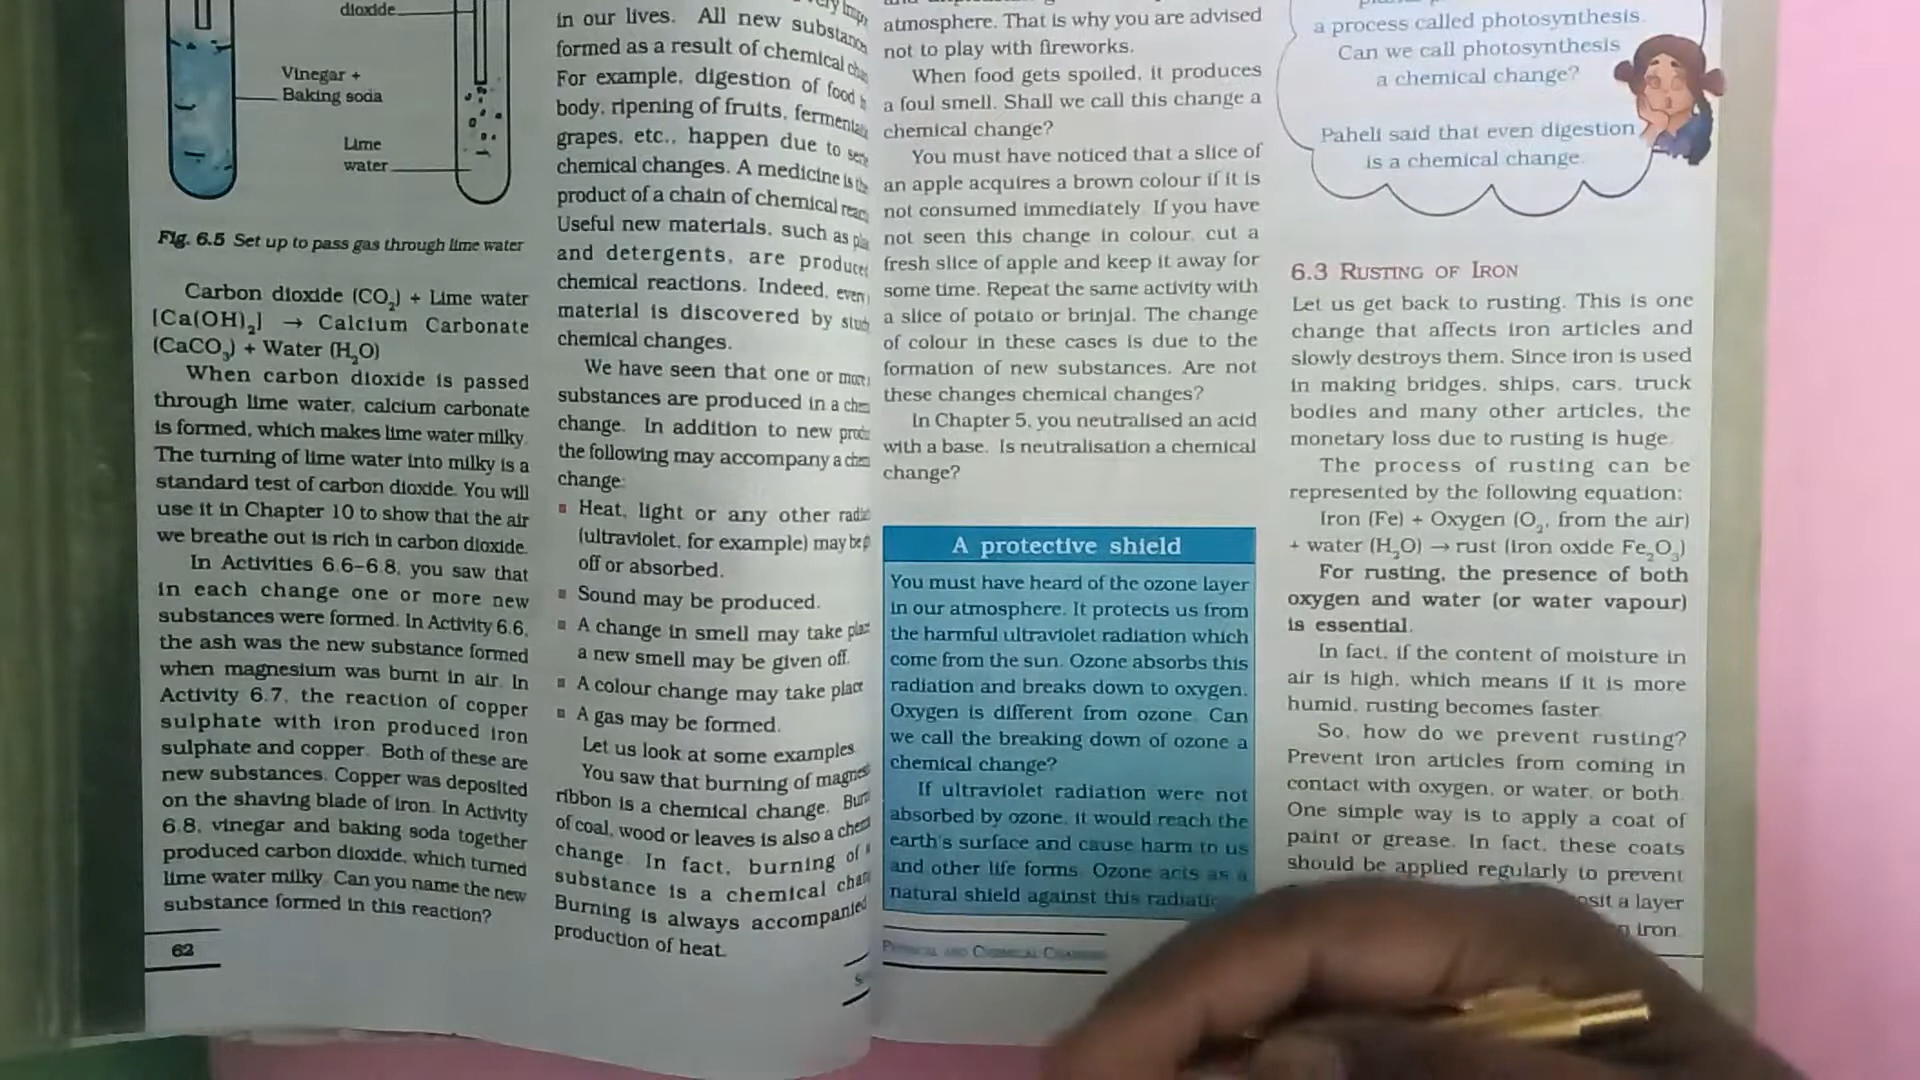 dioxide
Vinegar +
Baking soda
Lime
water
Fig. 6.5 Set up to pass gas through lime water
Carbon dioxide (CO2) + Lime water
[Ca(OH)2] → Calcium Carbonate
(CaCO3) + Water (H2O)
When carbon dioxide is passed
through lime water, calcium carbonate
is formed, which makes lime water milky.
The turning of lime water into milky is a
standard test of carbon dioxide. You will
use it in Chapter 10 to show that the air
we breathe out is rich in carbon dioxide.
In Activities 6.6–6.8, you saw that
in each change one or more new
substances were formed. In Activity 6.6,
the ash was the new substance formed
when magnesium was burnt in air. In
Activity 6.7, the reaction of copper
sulphate with iron produced iron
sulphate and copper. Both of these are
new substances. Copper was deposited
on the shaving blade of iron. In Activity
6.8, vinegar and baking soda together
produced carbon dioxide, which turned
lime water milky. Can you name the new
substance formed in this reaction?
62
very
in our lives. All new
formed as a result of chemical
For example, digestion of food
body, ripening of fruits,
grapes, etc., happen due to
chemical changes. A medicine is the
product of a chain of chemical
Useful new materials, such as
and detergents, are
chemical reactions. Indeed,
material is discovered by
chemical changes.
We have seen that one or more
substances are produced in a
change. In addition to new
the following may accompany a
change:
▪ Heat, light or any other
(ultraviolet, for example) may be
off or absorbed.
▪ Sound may be produced.
▪ A change in smell may take
a new smell may be given off.
▪ A colour change may take place
▪ A gas may be formed.
Let us look at some examples.
You saw that burning of
ribbon is a chemical change.
of coal, wood or leaves is also a
change. In fact, burning of
substance is a chemical
Burning is always accompanied
production of heat.
atmosphere. That is why you are advised
not to play with fireworks.
When food gets spoiled, it produces
a foul smell. Shall we call this change a
chemical change?
You must have noticed that a slice of
an apple acquires a brown colour if it is
not consumed immediately. If you have
not seen this change in colour, cut a
fresh slice of apple and keep it away for
some time. Repeat the same activity with
a slice of potato or brinjal. The change
of colour in these cases is due to the
formation of new substances. Are not
these changes chemical changes?
In Chapter 5, you neutralised an acid
with a base. Is neutralisation a chemical
change?
A protective shield
You must have heard of the ozone layer
in our atmosphere. It protects us from
the harmful ultraviolet radiation which
come from the sun. Ozone absorbs this
radiation and breaks down to oxygen.
Oxygen is different from ozone. Can
we call the breaking down of ozone a
chemical change?
If ultraviolet radiation were not
absorbed by ozone, it would reach the
earth's surface and cause harm to us
and other life forms. Ozone acts as a
natural shield against this
PHYSICAL AND CHEMICAL CHANGES
a process called photosynthesis.
Can we call photosynthesis
a chemical change?
Paheli said that even digestion
is a chemical change.
6.3 RUSTING OF IRON
Let us get back to rusting. This is one
change that affects iron articles and
slowly destroys them. Since iron is used
in making bridges, ships, cars, truck
bodies and many other articles, the
monetary loss due to rusting is huge.
The process of rusting can be
represented by the following equation:
Iron (Fe) + Oxygen (O2, from the air)
+ water (H2O) → rust (iron oxide Fe2O3)
For rusting, the presence of both
oxygen and water (or water vapour)
is essential.
In fact, if the content of moisture in
air is high, which means if it is more
humid, rusting becomes faster.
So, how do we prevent rusting?
Prevent iron articles from coming in
contact with oxygen, or water, or both.
One simple way is to apply a coat of
paint or grease. In fact, these coats
should be applied regularly to prevent
a layer
iron.